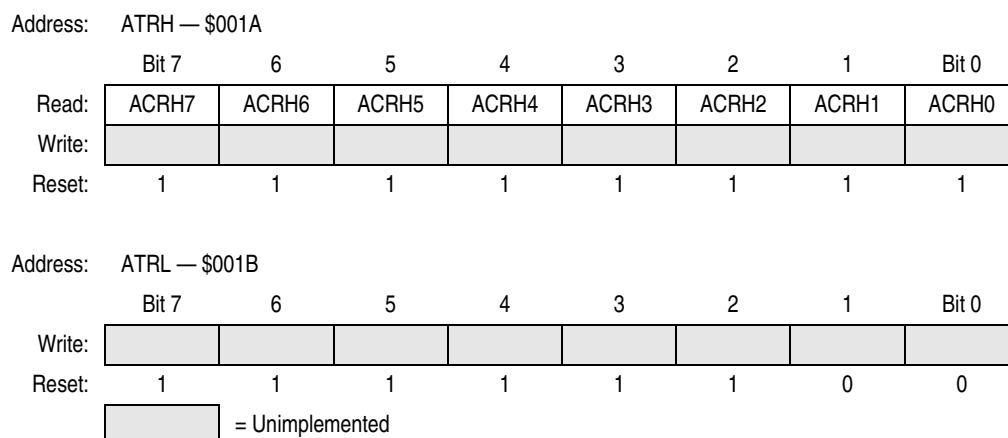 Address: ATRH — $001A
Bit 7 6 5 4 3 2 1 Bit 0
Read: ACRH7 ACRH6 ACRH5 ACRH4 ACRH3 ACRH2 ACRH1 ACRH0
Write:
Reset: 1 1 1 1 1 1 1 1
Address: ATRL — $001B
Bit 7 6 5 4 3 2 1 Bit 0
Write:
Reset: 1 1 1 1 1 1 0 0
= Unimplemented